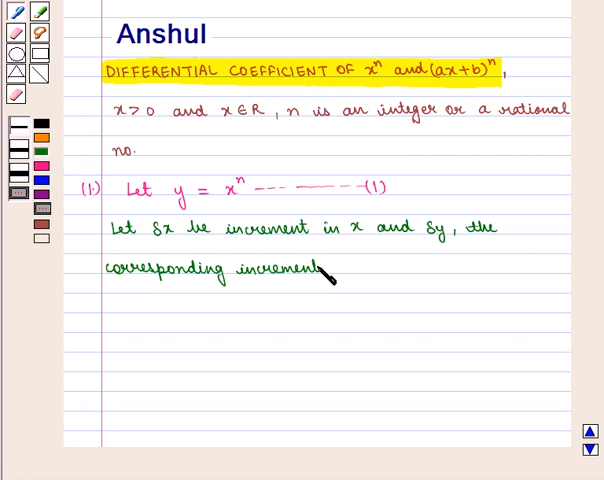 Anshul
DIFFERENTIAL COEFFICIENT OF xⁿ and (ax+b)ⁿ,
x>0 and x∈R, n is an integer or a rational
no.
(1.) Let y = xⁿ --- ------(1)
Let δx be increment in x and δy, the
corresponding increment